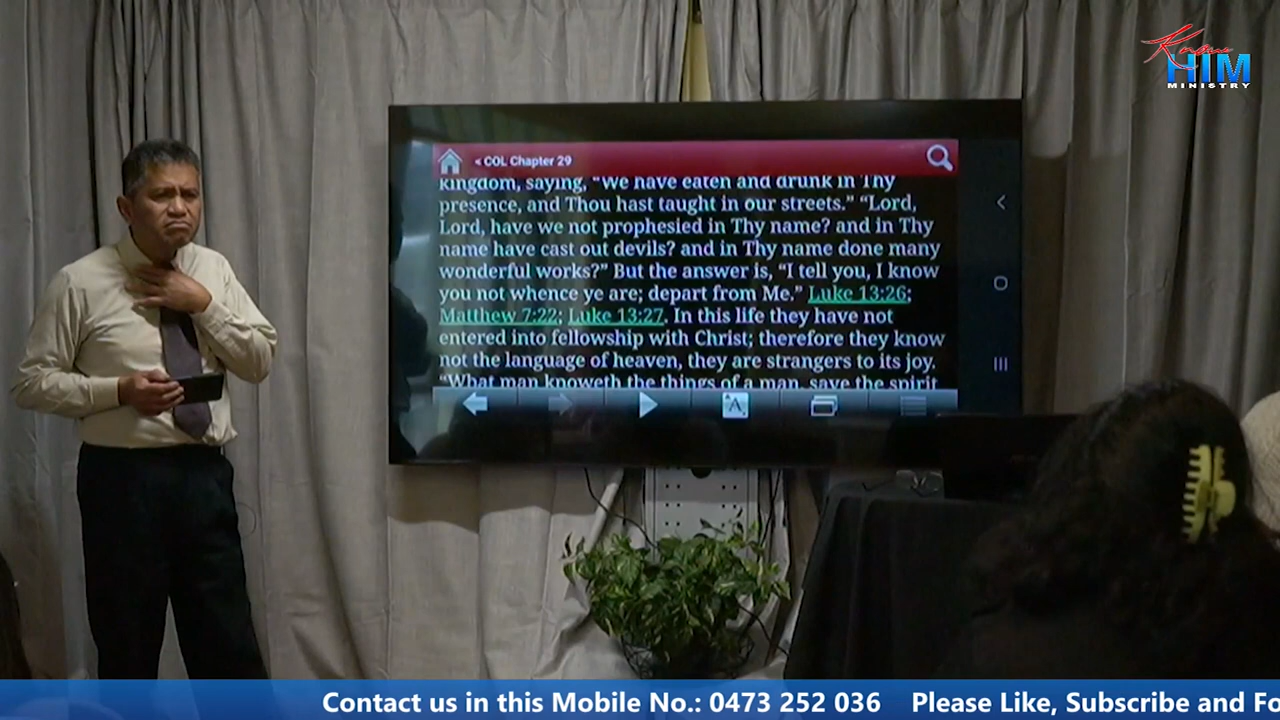 Know
HIM
MINISTRY
< COL Chapter 29
kingdom, saying, “We have eaten and drunk in Thy
presence, and Thou hast taught in our streets.” “Lord,
Lord, have we not prophesied in Thy name? and in Thy
name have cast out devils? and in Thy name done many
wonderful works?” But the answer is, “I tell you, I know
you not whence ye are; depart from Me.” Luke 13:26;
Matthew 7:22; Luke 13:27. In this life they have not
entered into fellowship with Christ; therefore they know
not the language of heaven, they are strangers to its joy.
“What man knoweth the things of a man, save the spirit
A
Contact us in this Mobile No.: 0473 252 036 Please Like, Subscribe and Fo